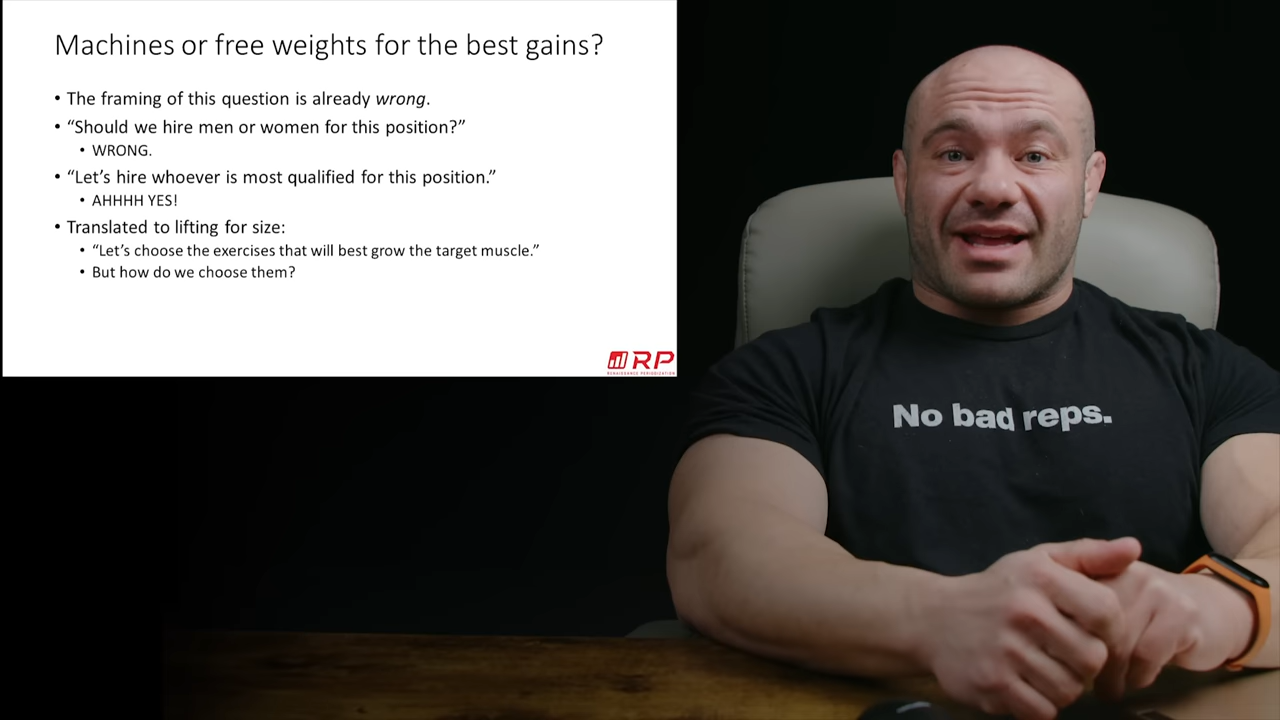 Machines or free weights for the best gains?
• The framing of this question is already wrong.
• “Should we hire men or women for this position?”
• WRONG.
• “Let’s hire whoever is most qualified for this position.”
• AHHHH YES!
• Translated to lifting for size:
• “Let’s choose the exercises that will best grow the target muscle.”
• But how do we choose them?
RP
RENAISSANCE PERIODIZATION
No bad reps.